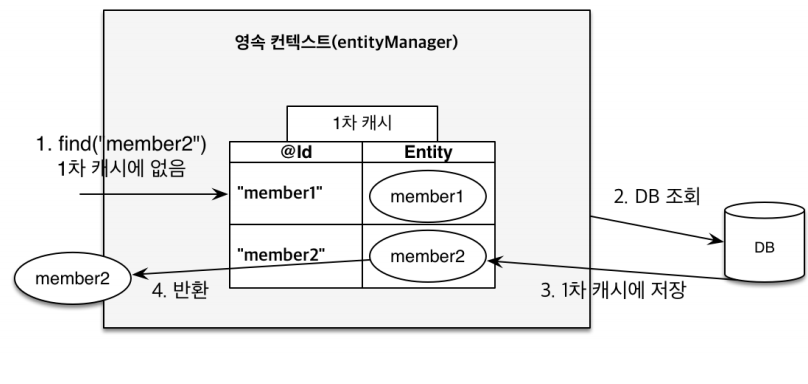 영속 컨텍스트(entityManager)
1차 캐시
1. find("member2")
1차 캐시에 없음
@Id Entity
"member1" member1
2. DB 조회
DB
"member2" member2
member2
4. 반환
3. 1차 캐시에 저장